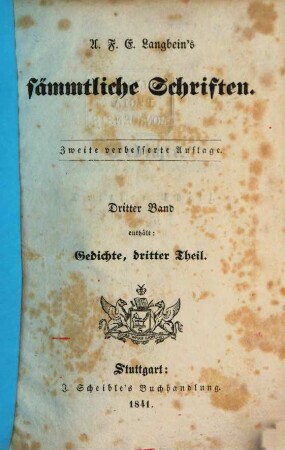 A. F. E. Langbein's
sämmtliche Schriften.
Zweite verbesserte Auflage.
Dritter Band
enthält:
Gedichte, dritter Theil.
Stuttgart:
J. Scheible's Buchhandlung.
1841.